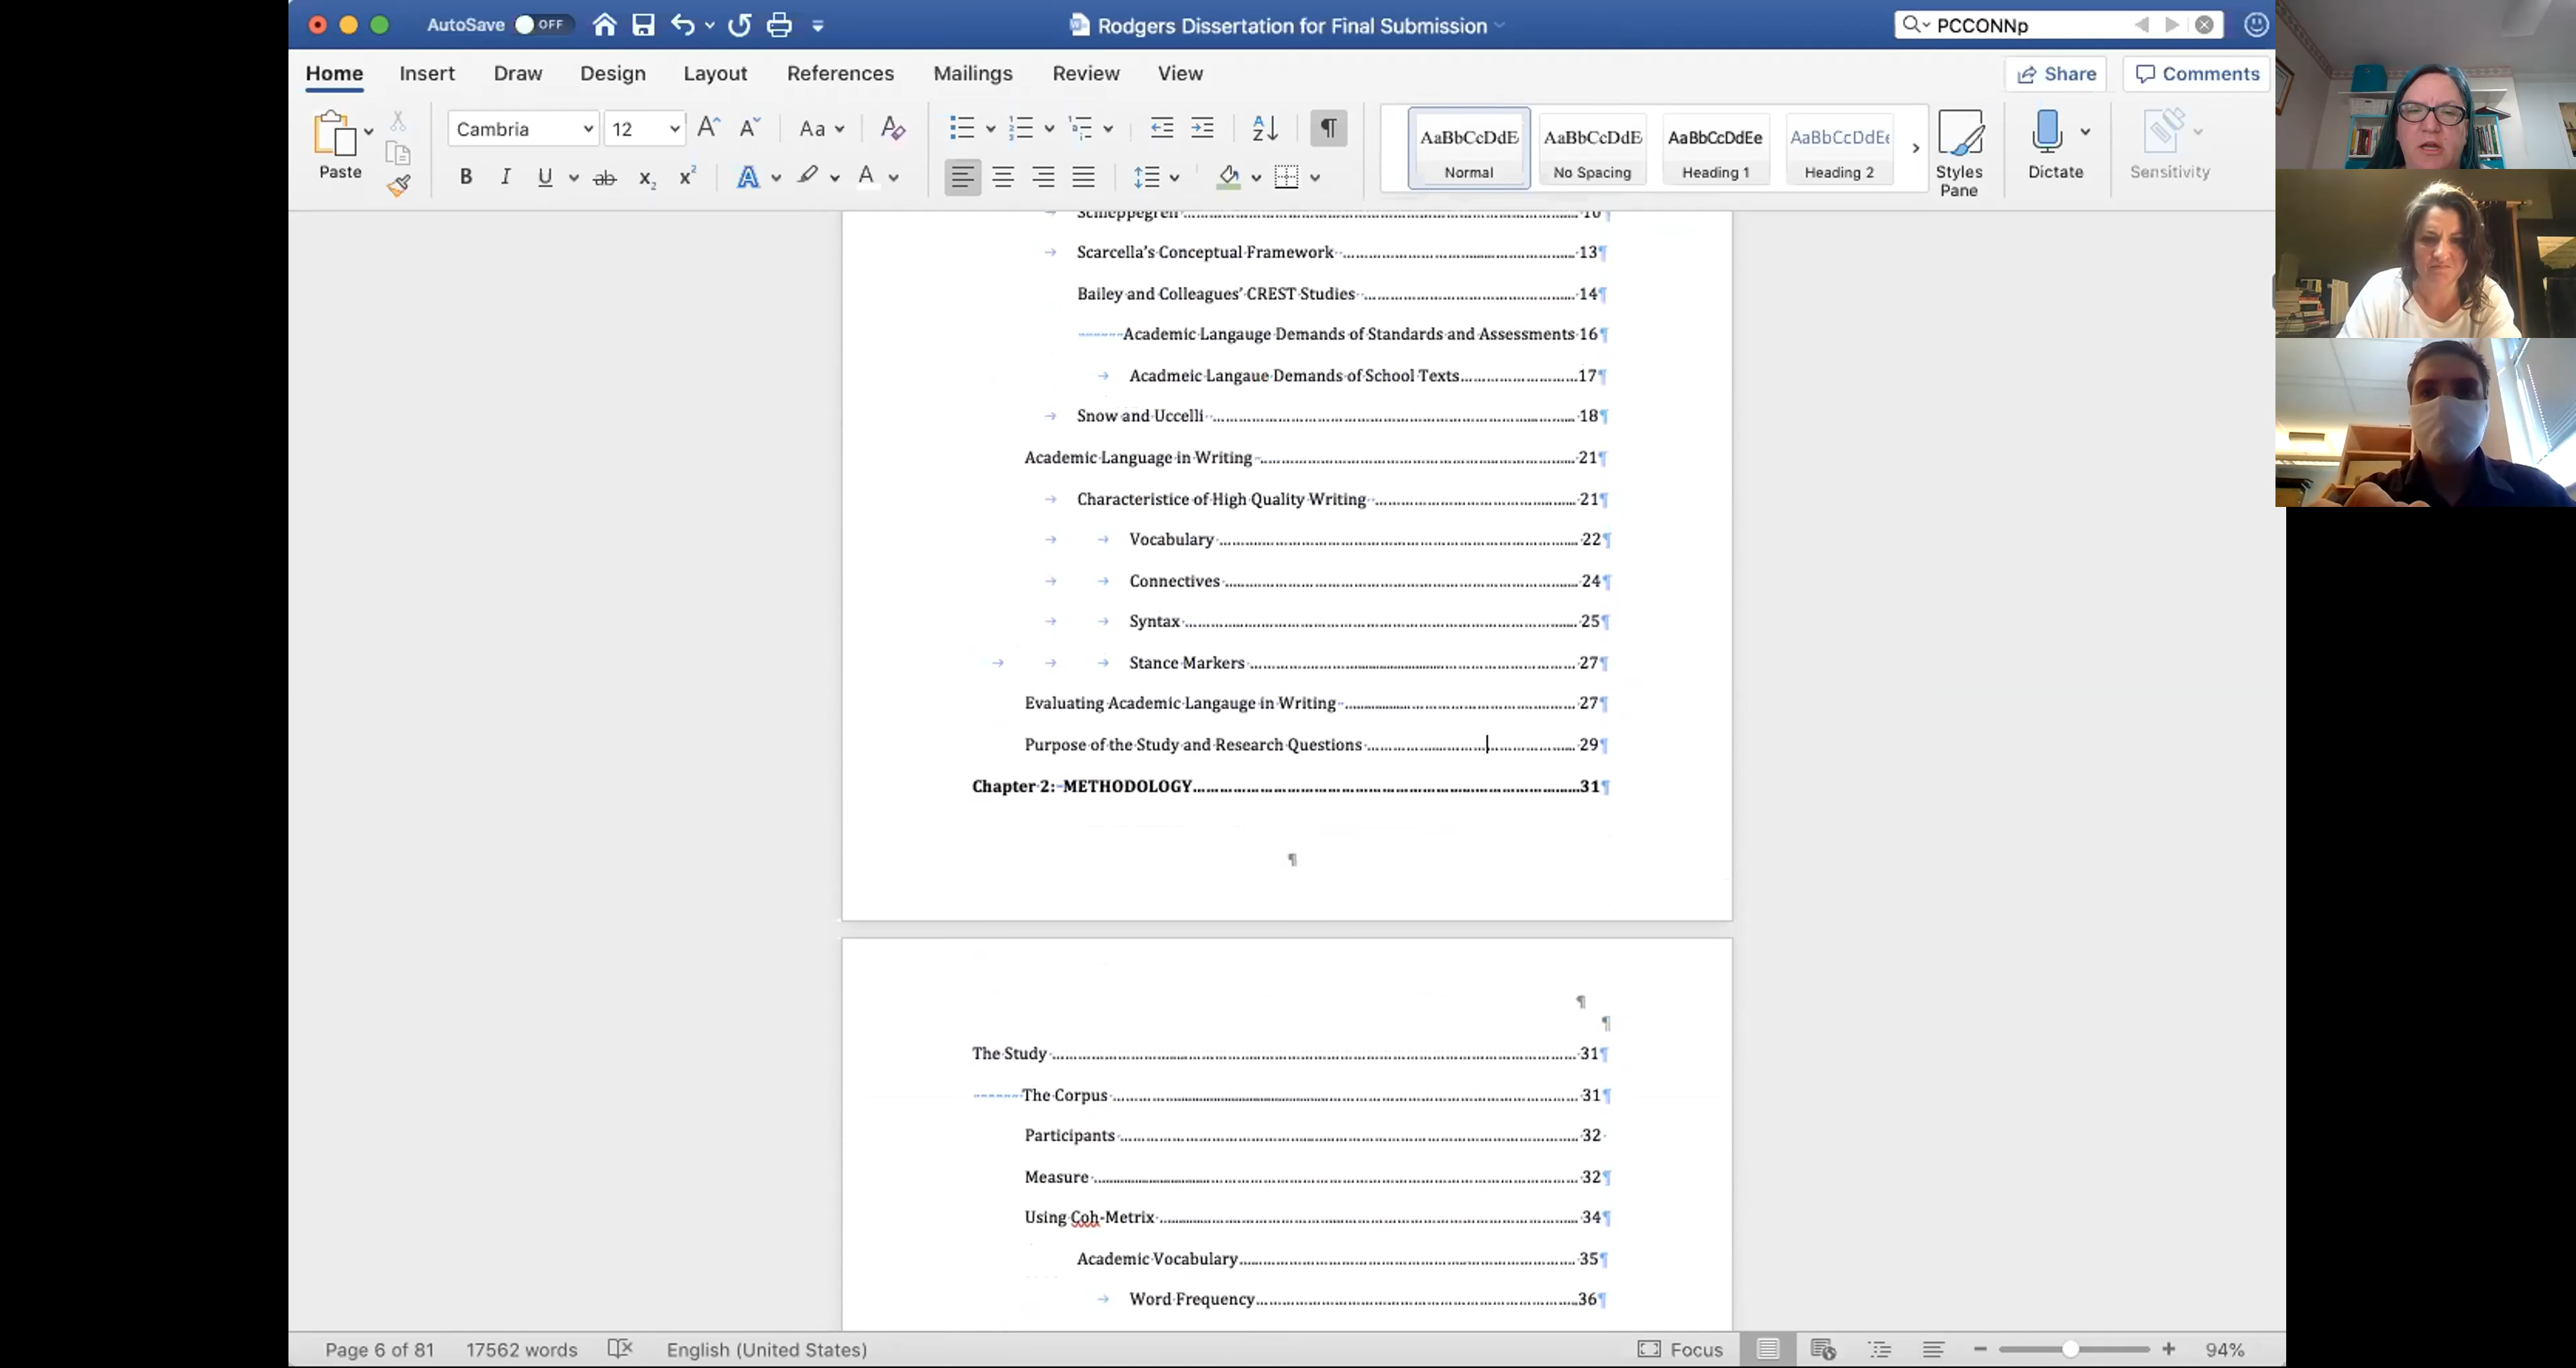 AutoSave OFF Rodgers Dissertation for Final Submission PCCONNp
Home Insert Draw Design Layout References Mailings Review View Share Comments
Paste Cambria 12 Aa AaBbCcDdE AaBbCcDdE AaBbCcDdEe AaBbCcDdEe
B I U ab x₂ x² A A Normal No Spacing Heading 1 Heading 2 Styles Pane Dictate Sensitivity
Schleppegrell ........ 10
Scarcella's Conceptual Framework ........ 13
Bailey and Colleagues' CREST Studies ........ 14
Academic Langauge Demands of Standards and Assessments 16
Acadmeic Langaue Demands of School Texts ........ 17
Snow and Uccelli ........ 18
Academic Language in Writing ........ 21
Characteristice of High Quality Writing ........ 21
Vocabulary ........ 22
Connectives ........ 24
Syntax ........ 25
Stance Markers ........ 27
Evaluating Academic Langauge in Writing ........ 27
Purpose of the Study and Research Questions ........ 29
Chapter 2: METHODOLOGY ........ 31
The Study ........ 31
The Corpus ........ 31
Participants ........ 32
Measure ........ 32
Using Coh-Metrix ........ 34
Academic Vocabulary ........ 35
Word Frequency ........ 36
Page 6 of 81 17562 words English (United States) Focus 94%